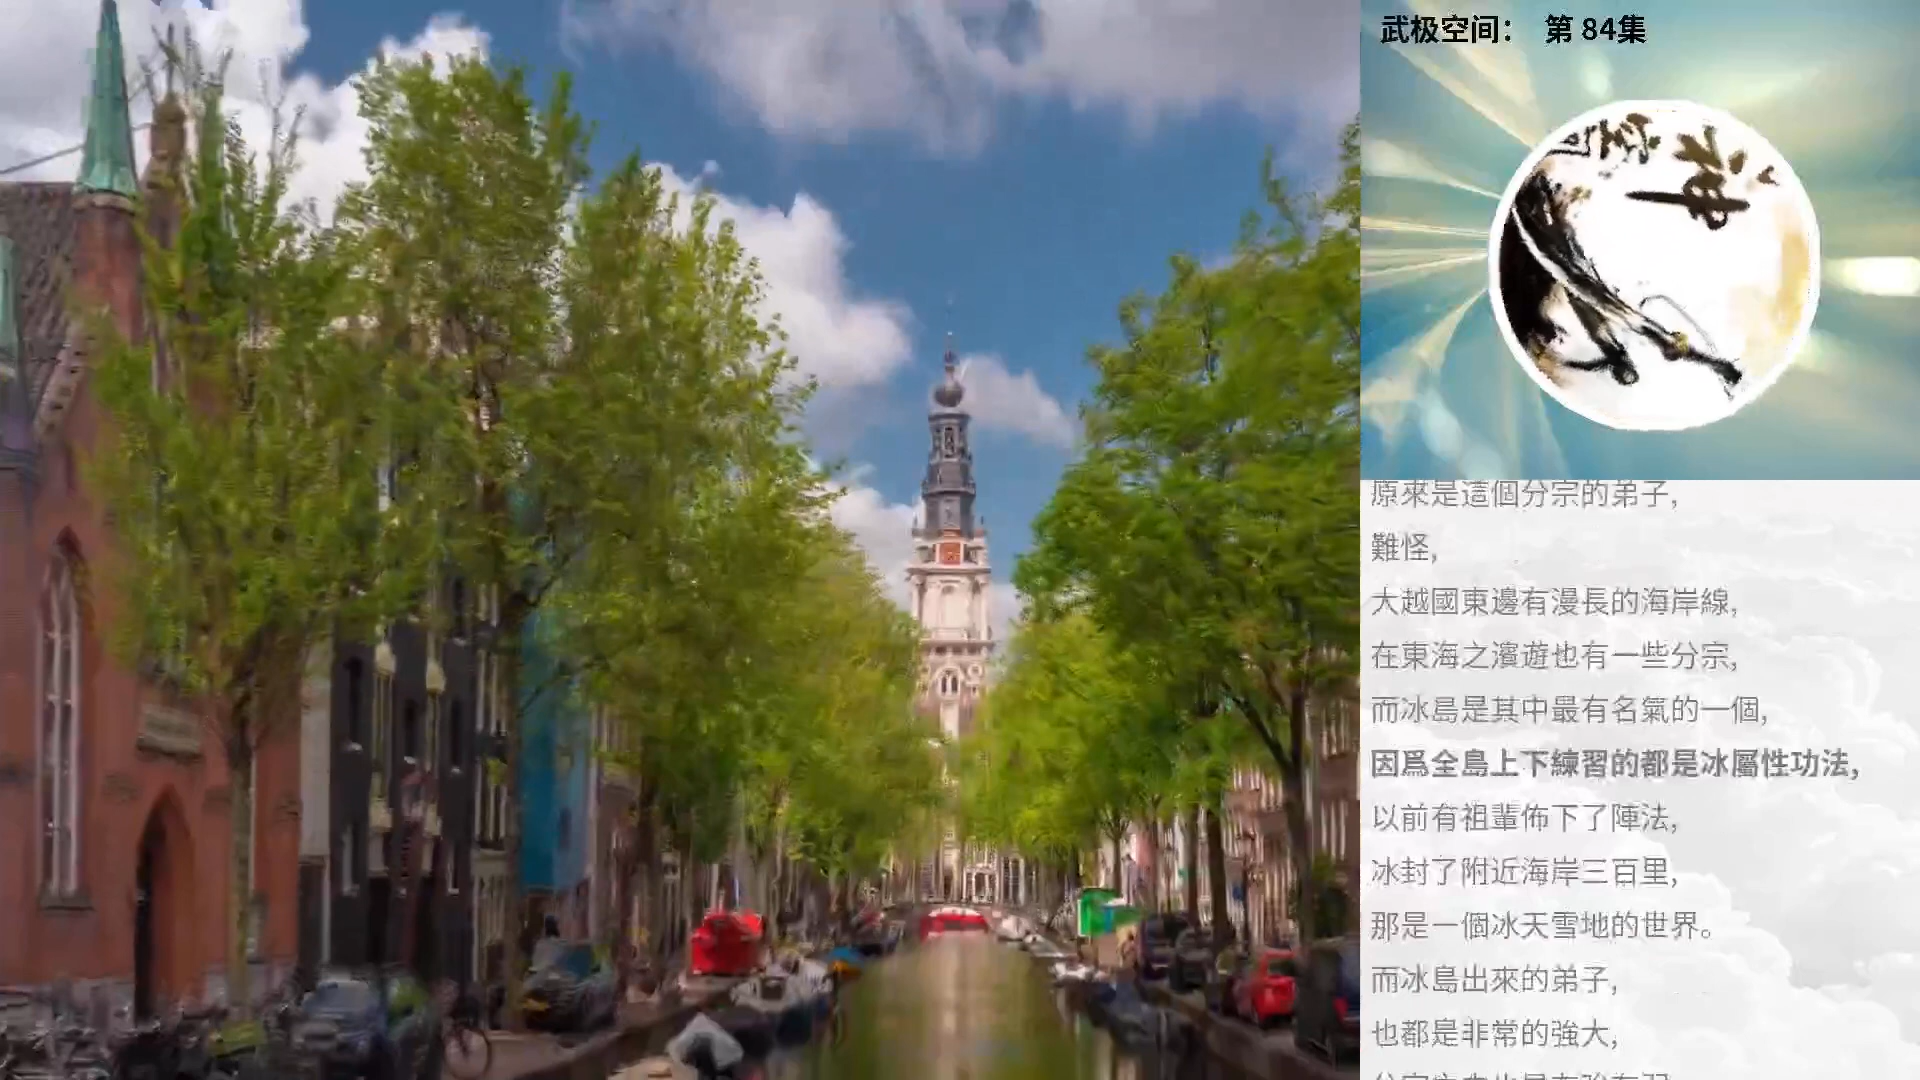 武极空间： 第 84集
原來是這個分宗的弟子,
難怪,
大越國東邊有漫長的海岸線,
在東海之濱遊也有一些分宗,
而冰島是其中最有名氣的一個,
因爲全島上下練習的都是冰屬性功法,
以前有祖輩佈下了陣法,
冰封了附近海岸三百里,
那是一個冰天雪地的世界。
而冰島出來的弟子,
也都是非常的強大,